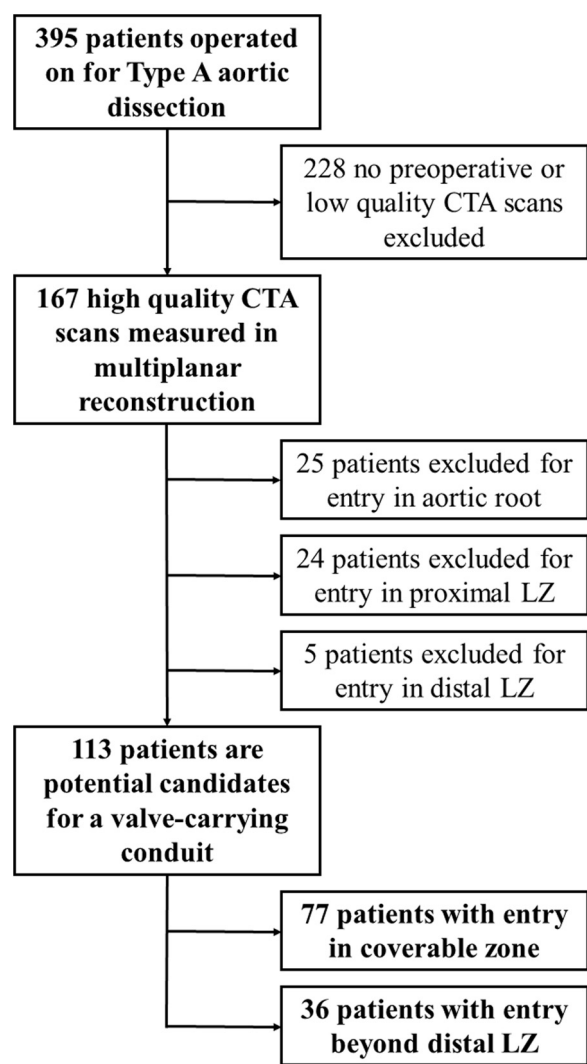 395 patients operated
on for Type A aortic
dissection
228 no preoperative or
low quality CTA scans
excluded
167 high quality CTA
scans measured in
multiplanar
reconstruction
25 patients excluded for
entry in aortic root
24 patients excluded for
entry in proximal LZ
5 patients excluded for
entry in distal LZ
113 patients are
potential candidates
for a valve-carrying
conduit
77 patients with entry
in coverable zone
36 patients with entry
beyond distal LZ